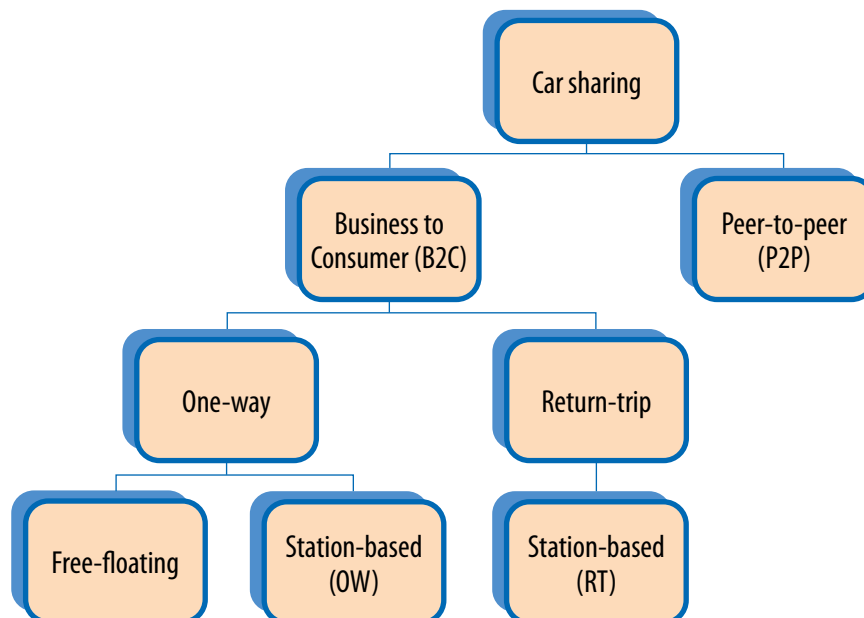 Car sharing
Business to
Consumer (B2C)
Peer-to-peer
(P2P)
One-way
Return-trip
Free-floating
Station-based
(OW)
Station-based
(RT)